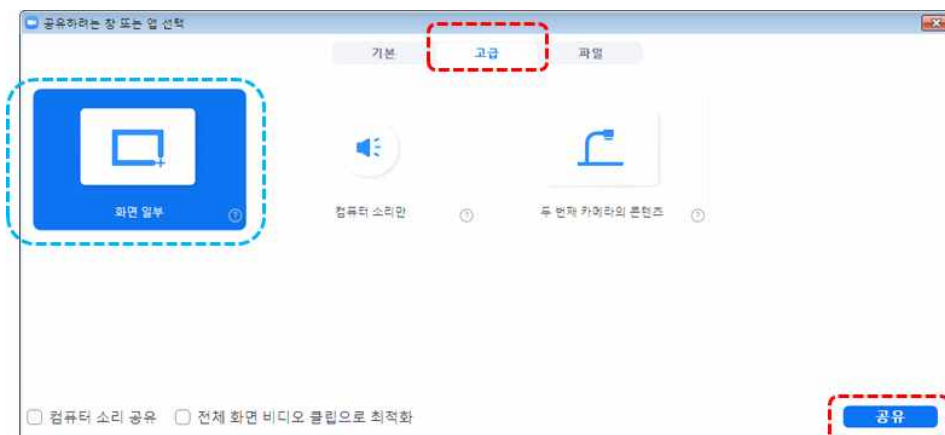 공유하려는 창 또는 앱 선택
기본 고급 파일
화면 일부
컴퓨터 소리만
두 번째 카메라의 콘텐츠
컴퓨터 소리 공유 전체 화면 비디오 클립으로 최적화
공유